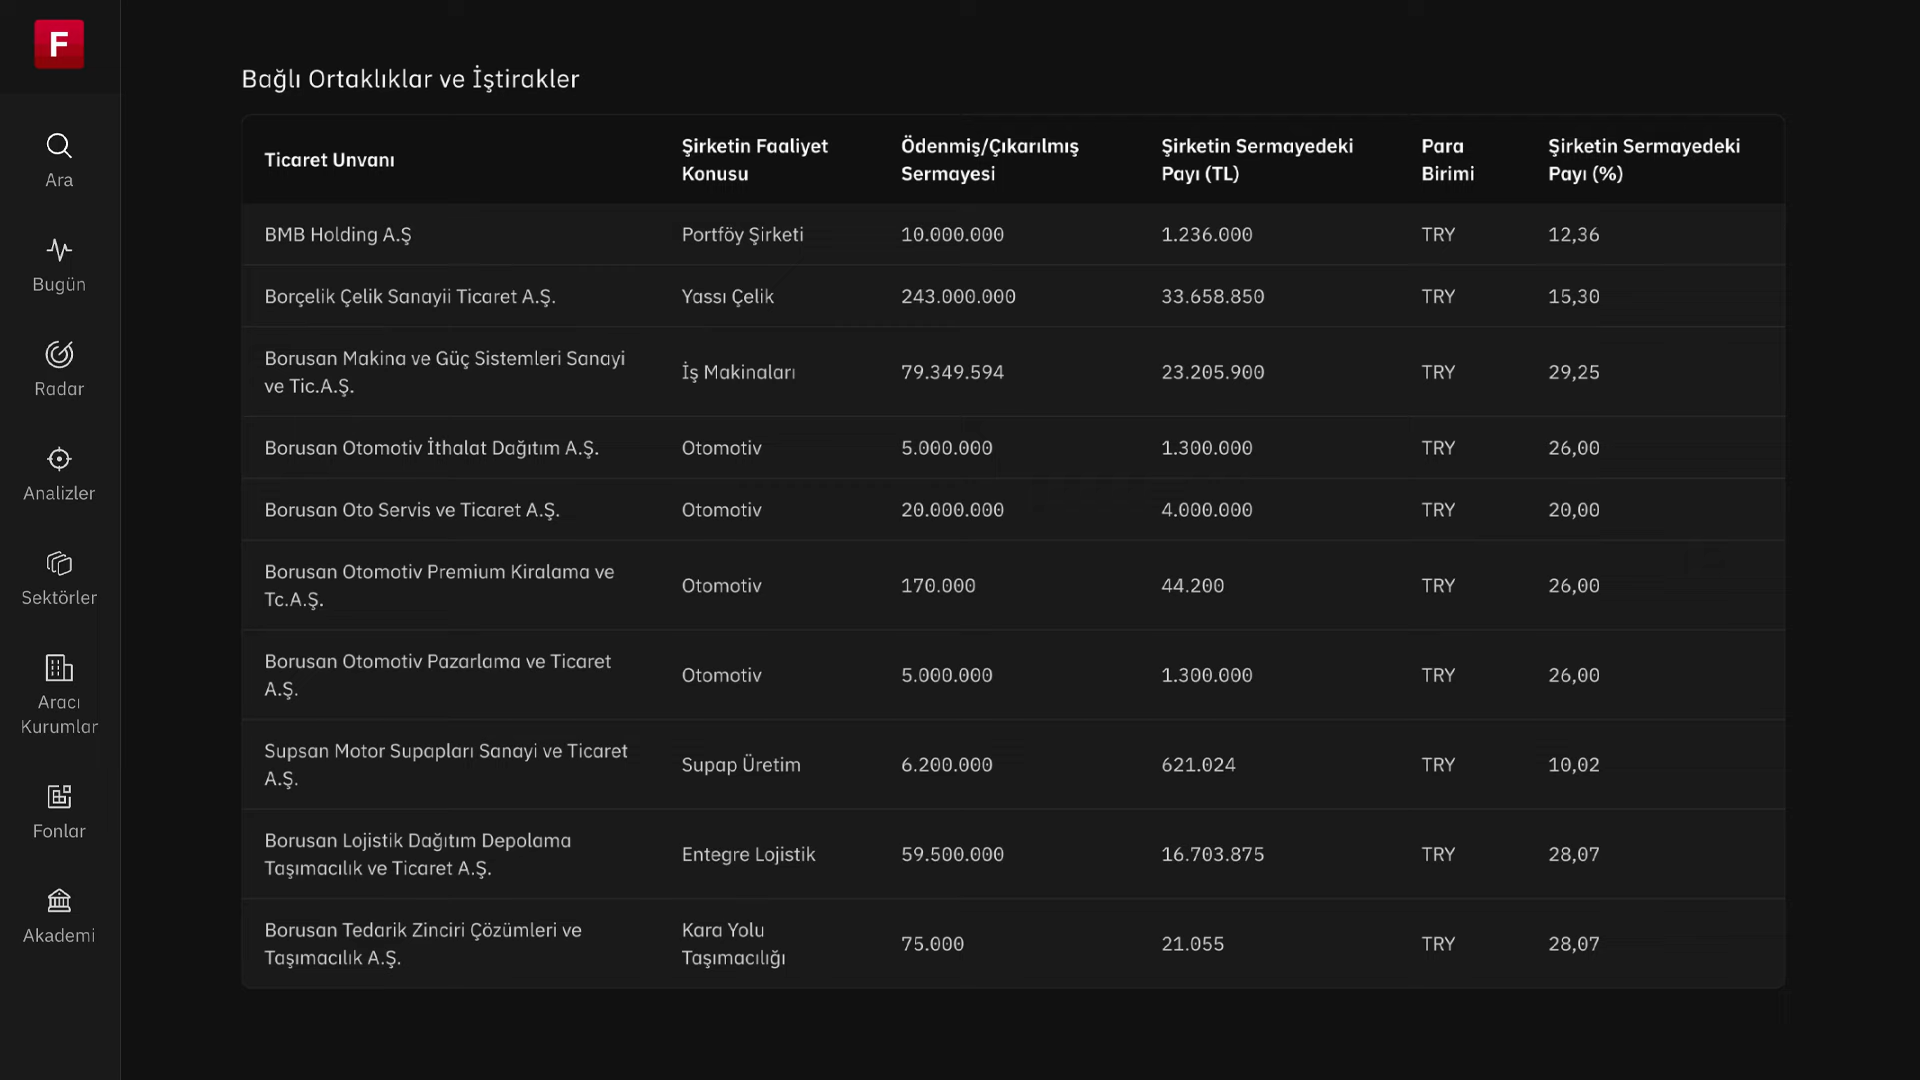 F
Ara
Bugün
Radar
Analizler
Sektörler
Aracı
Kurumlar
Fonlar
Akademi
Bağlı Ortaklıklar ve İştirakler
Ticaret Unvanı
Şirketin Faaliyet
Konusu
Ödenmiş/Çıkarılmış
Sermayesi
Şirketin Sermayedeki
Payı (TL)
Para
Birimi
Şirketin Sermayedeki
Payı (%)
BMB Holding A.Ş Portföy Şirketi 10.000.000 1.236.000 TRY 12,36
Borçelik Çelik Sanayii Ticaret A.Ş. Yassı Çelik 243.000.000 33.658.850 TRY 15,30
Borusan Makina ve Güç Sistemleri Sanayi
ve Tic.A.Ş.
İş Makinaları 79.349.594 23.205.900 TRY 29,25
Borusan Otomotiv İthalat Dağıtım A.Ş. Otomotiv 5.000.000 1.300.000 TRY 26,00
Borusan Oto Servis ve Ticaret A.Ş. Otomotiv 20.000.000 4.000.000 TRY 20,00
Borusan Otomotiv Premium Kiralama ve
Tc.A.Ş.
Otomotiv 170.000 44.200 TRY 26,00
Borusan Otomotiv Pazarlama ve Ticaret
A.Ş.
Otomotiv 5.000.000 1.300.000 TRY 26,00
Supsan Motor Supapları Sanayi ve Ticaret
A.Ş.
Supap Üretim 6.200.000 621.024 TRY 10,02
Borusan Lojistik Dağıtım Depolama
Taşımacılık ve Ticaret A.Ş.
Entegre Lojistik 59.500.000 16.703.875 TRY 28,07
Borusan Tedarik Zinciri Çözümleri ve
Taşımacılık A.Ş.
Kara Yolu
Taşımacılığı
75.000 21.055 TRY 28,07